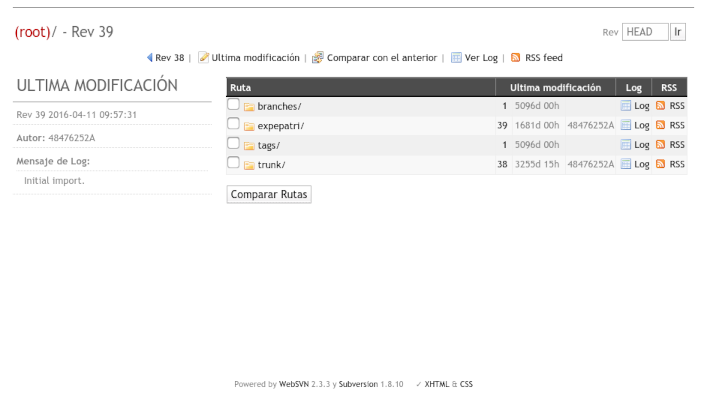 (root)/ - Rev 39
Rev HEAD Ir
Rev 38 | Ultima modificación | Comparar con el anterior | Ver Log | RSS feed
ULTIMA MODIFICACIÓN
Rev 39 2016-04-11 09:57:31
Autor: 48476252A
Mensaje de Log:
Initial import.
Ruta Ultima modificación Log RSS
branches/ 1 5096d 00h Log RSS
expepatri/ 39 1681d 00h 48476252A Log RSS
tags/ 1 5096d 00h Log RSS
trunk/ 38 3255d 15h 48476252A Log RSS
Comparar Rutas
Powered by WebSVN 2.3.3 y Subversion 1.8.10 ✓ XHTML & CSS